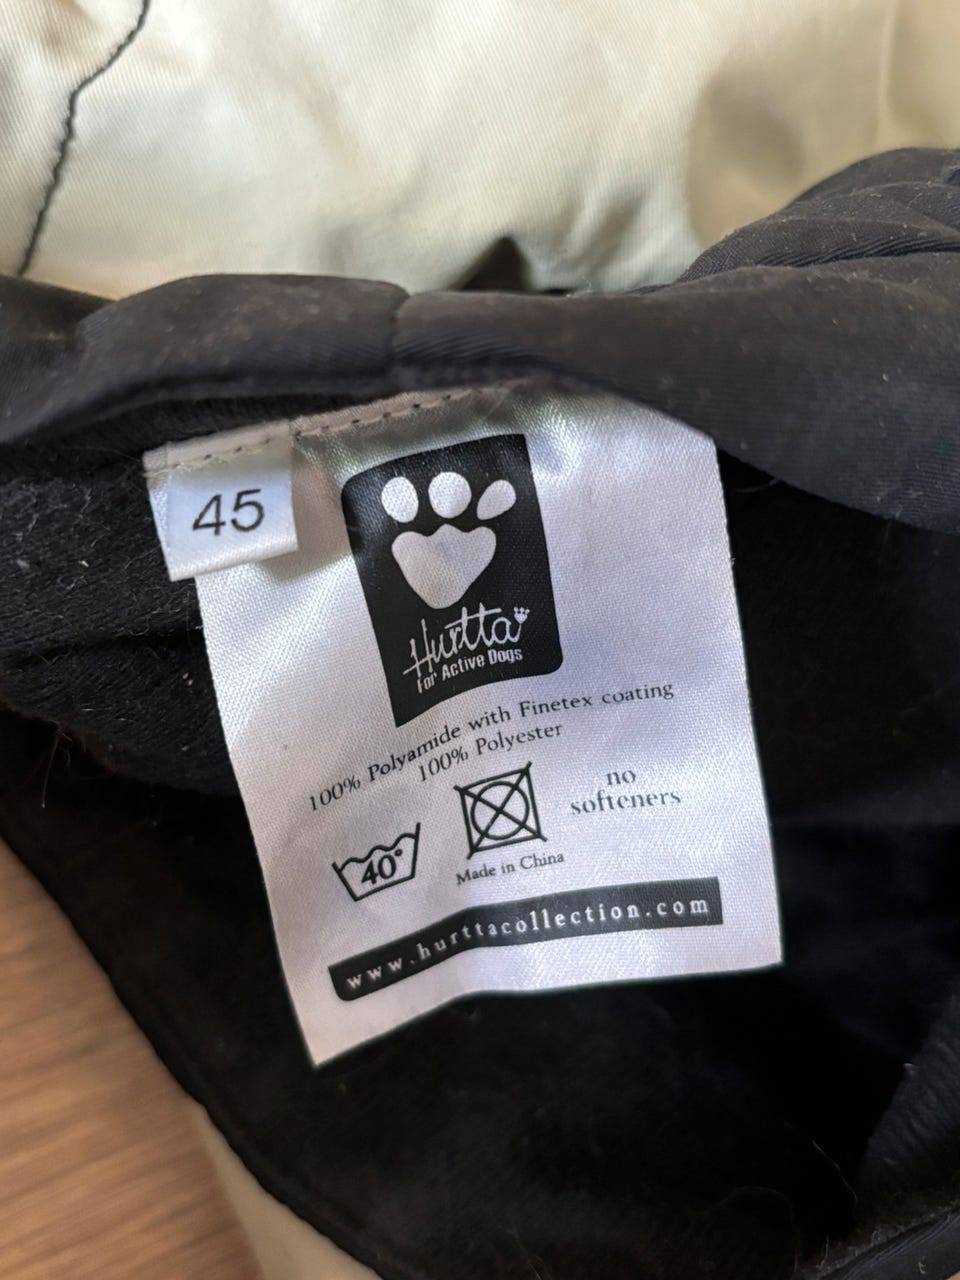 45
Hurtta
For Active Dogs
100% Polyamide with Finetex coating
100% Polyester
no
softeners
40°
Made in China
www.hurttacollection.com